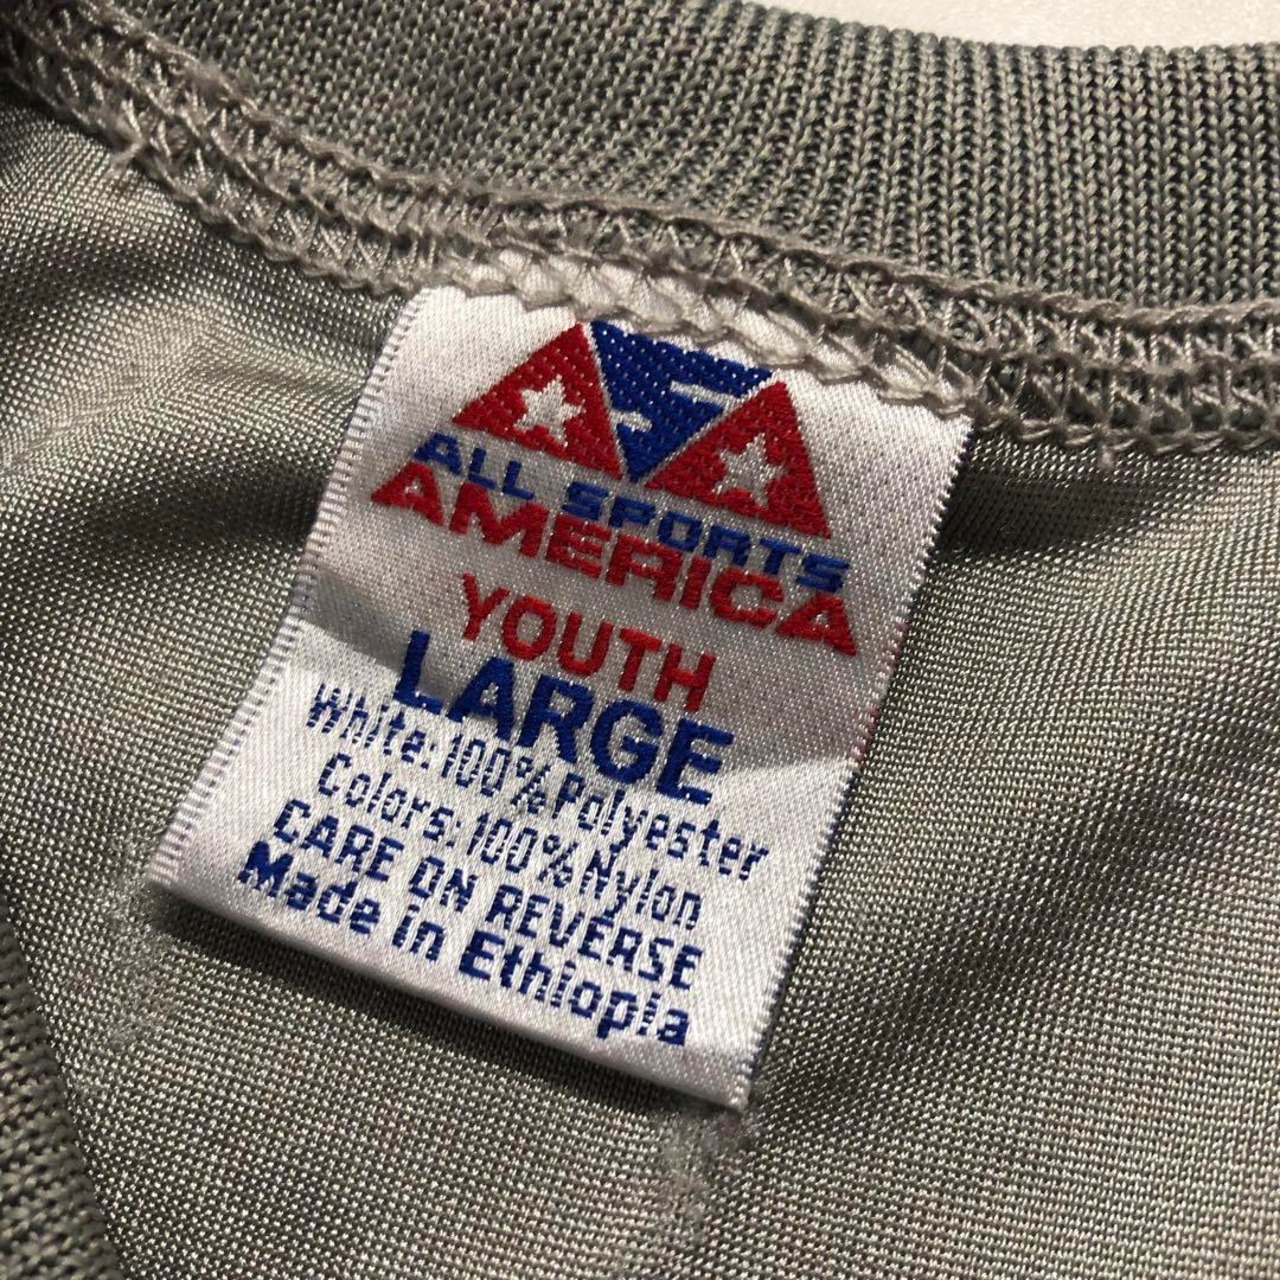 ALL SPORTS
AMERICA
YOUTH
LARGE
White: 100% Polyester
Colors: 100% Nylon
CARE ON REVERSE
Made in Ethiopia